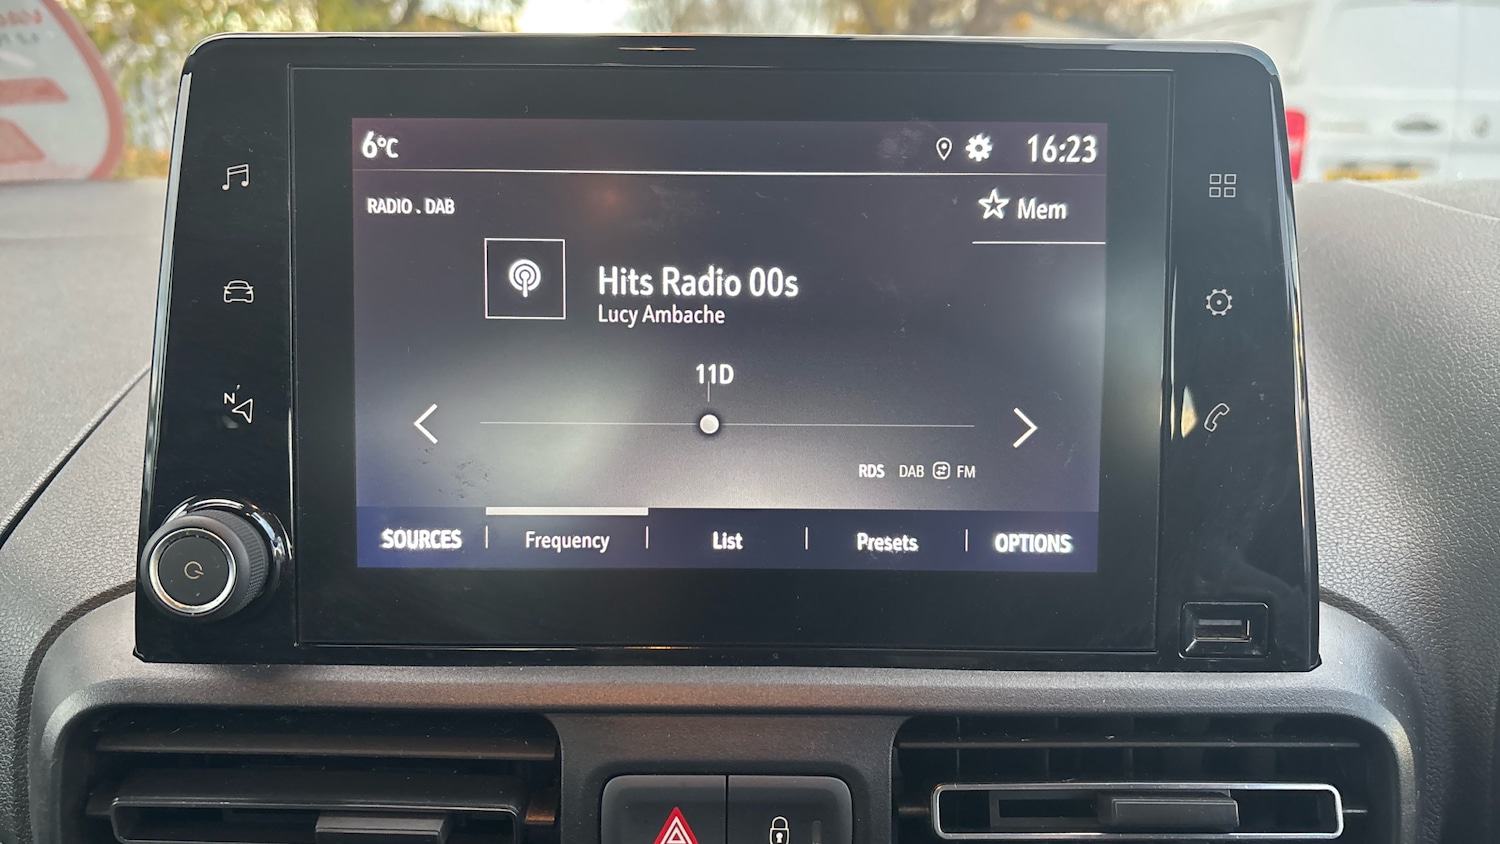 6°C
16:23
RADIO . DAB
Mem
Hits Radio 00s
Lucy Ambache
11D
RDS DAB FM
SOURCES Frequency List Presets OPTIONS
N